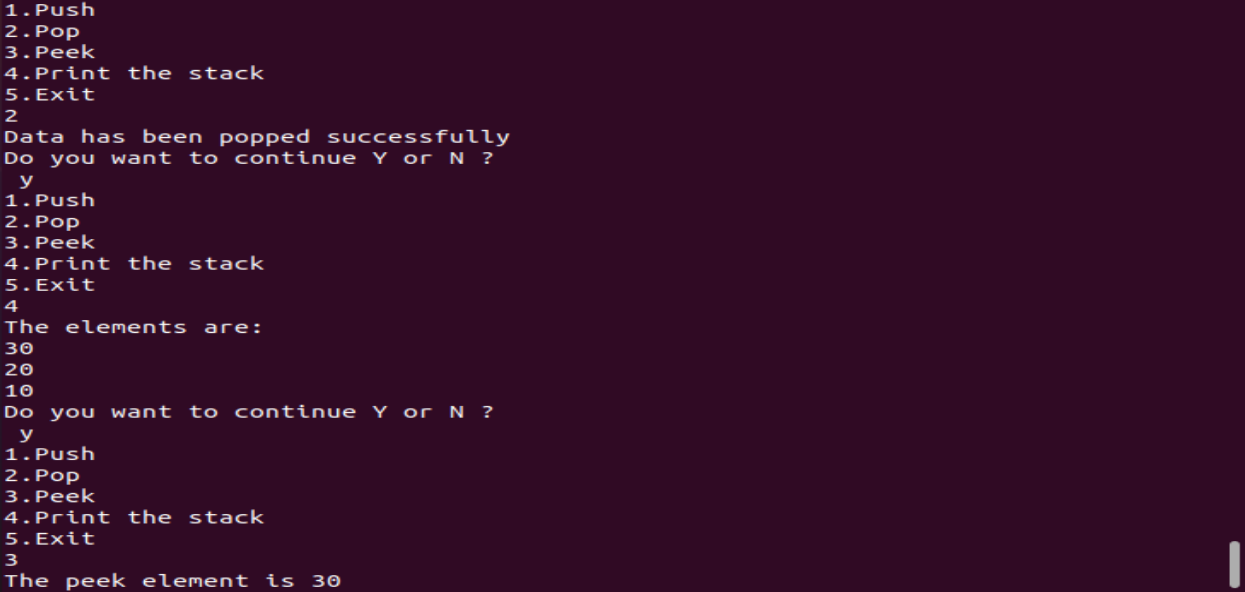 1.Push
2.Pop
3.Peek
4.Print the stack
5.Exit
2
Data has been popped successfully
Do you want to continue Y or N ?
 y
1.Push
2.Pop
3.Peek
4.Print the stack
5.Exit
4
The elements are:
30
20
10
Do you want to continue Y or N ?
 y
1.Push
2.Pop
3.Peek
4.Print the stack
5.Exit
3
The peek element is 30